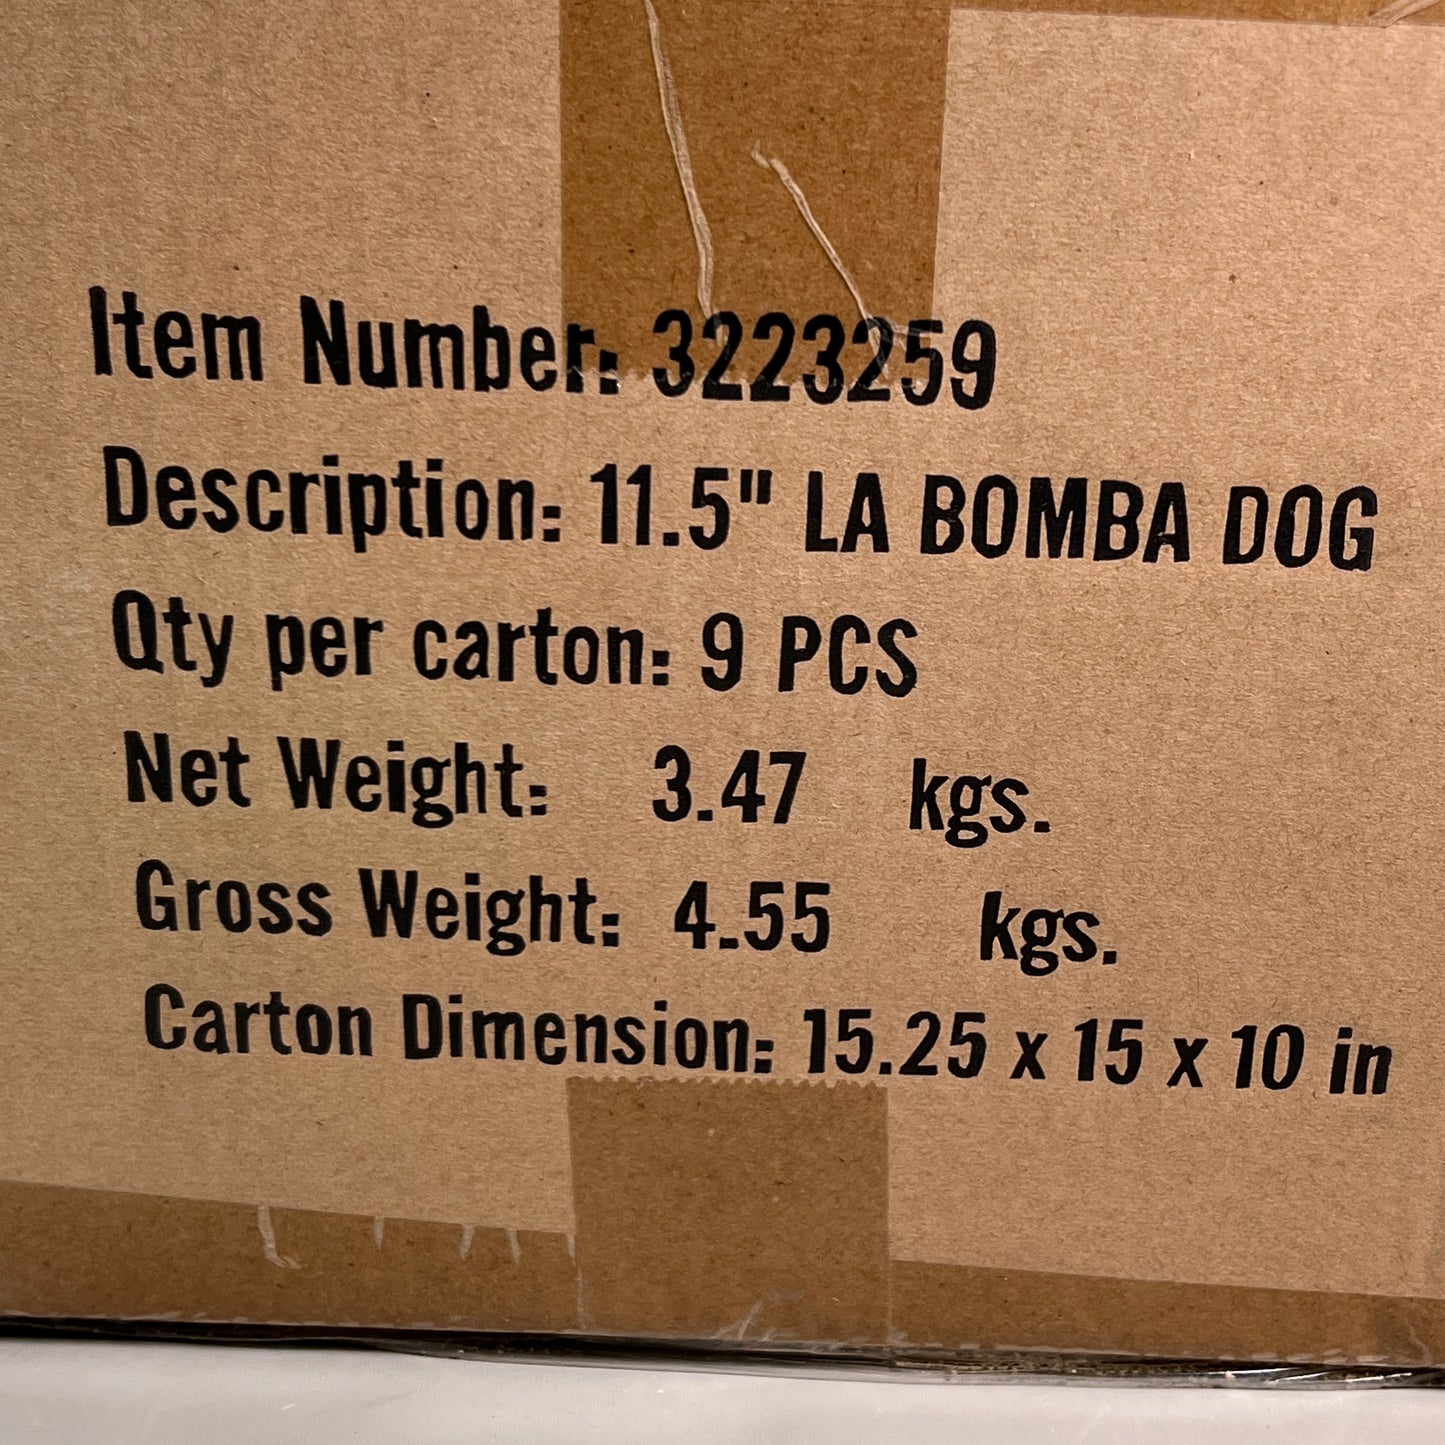 Item Number: 3223259
Description: 11.5" LA BOMBA DOG
Qty per carton: 9 PCS
Net Weight: 3.47 kgs.
Gross Weight: 4.55 kgs.
Carton Dimension: 15.25 x 15 x 10 in